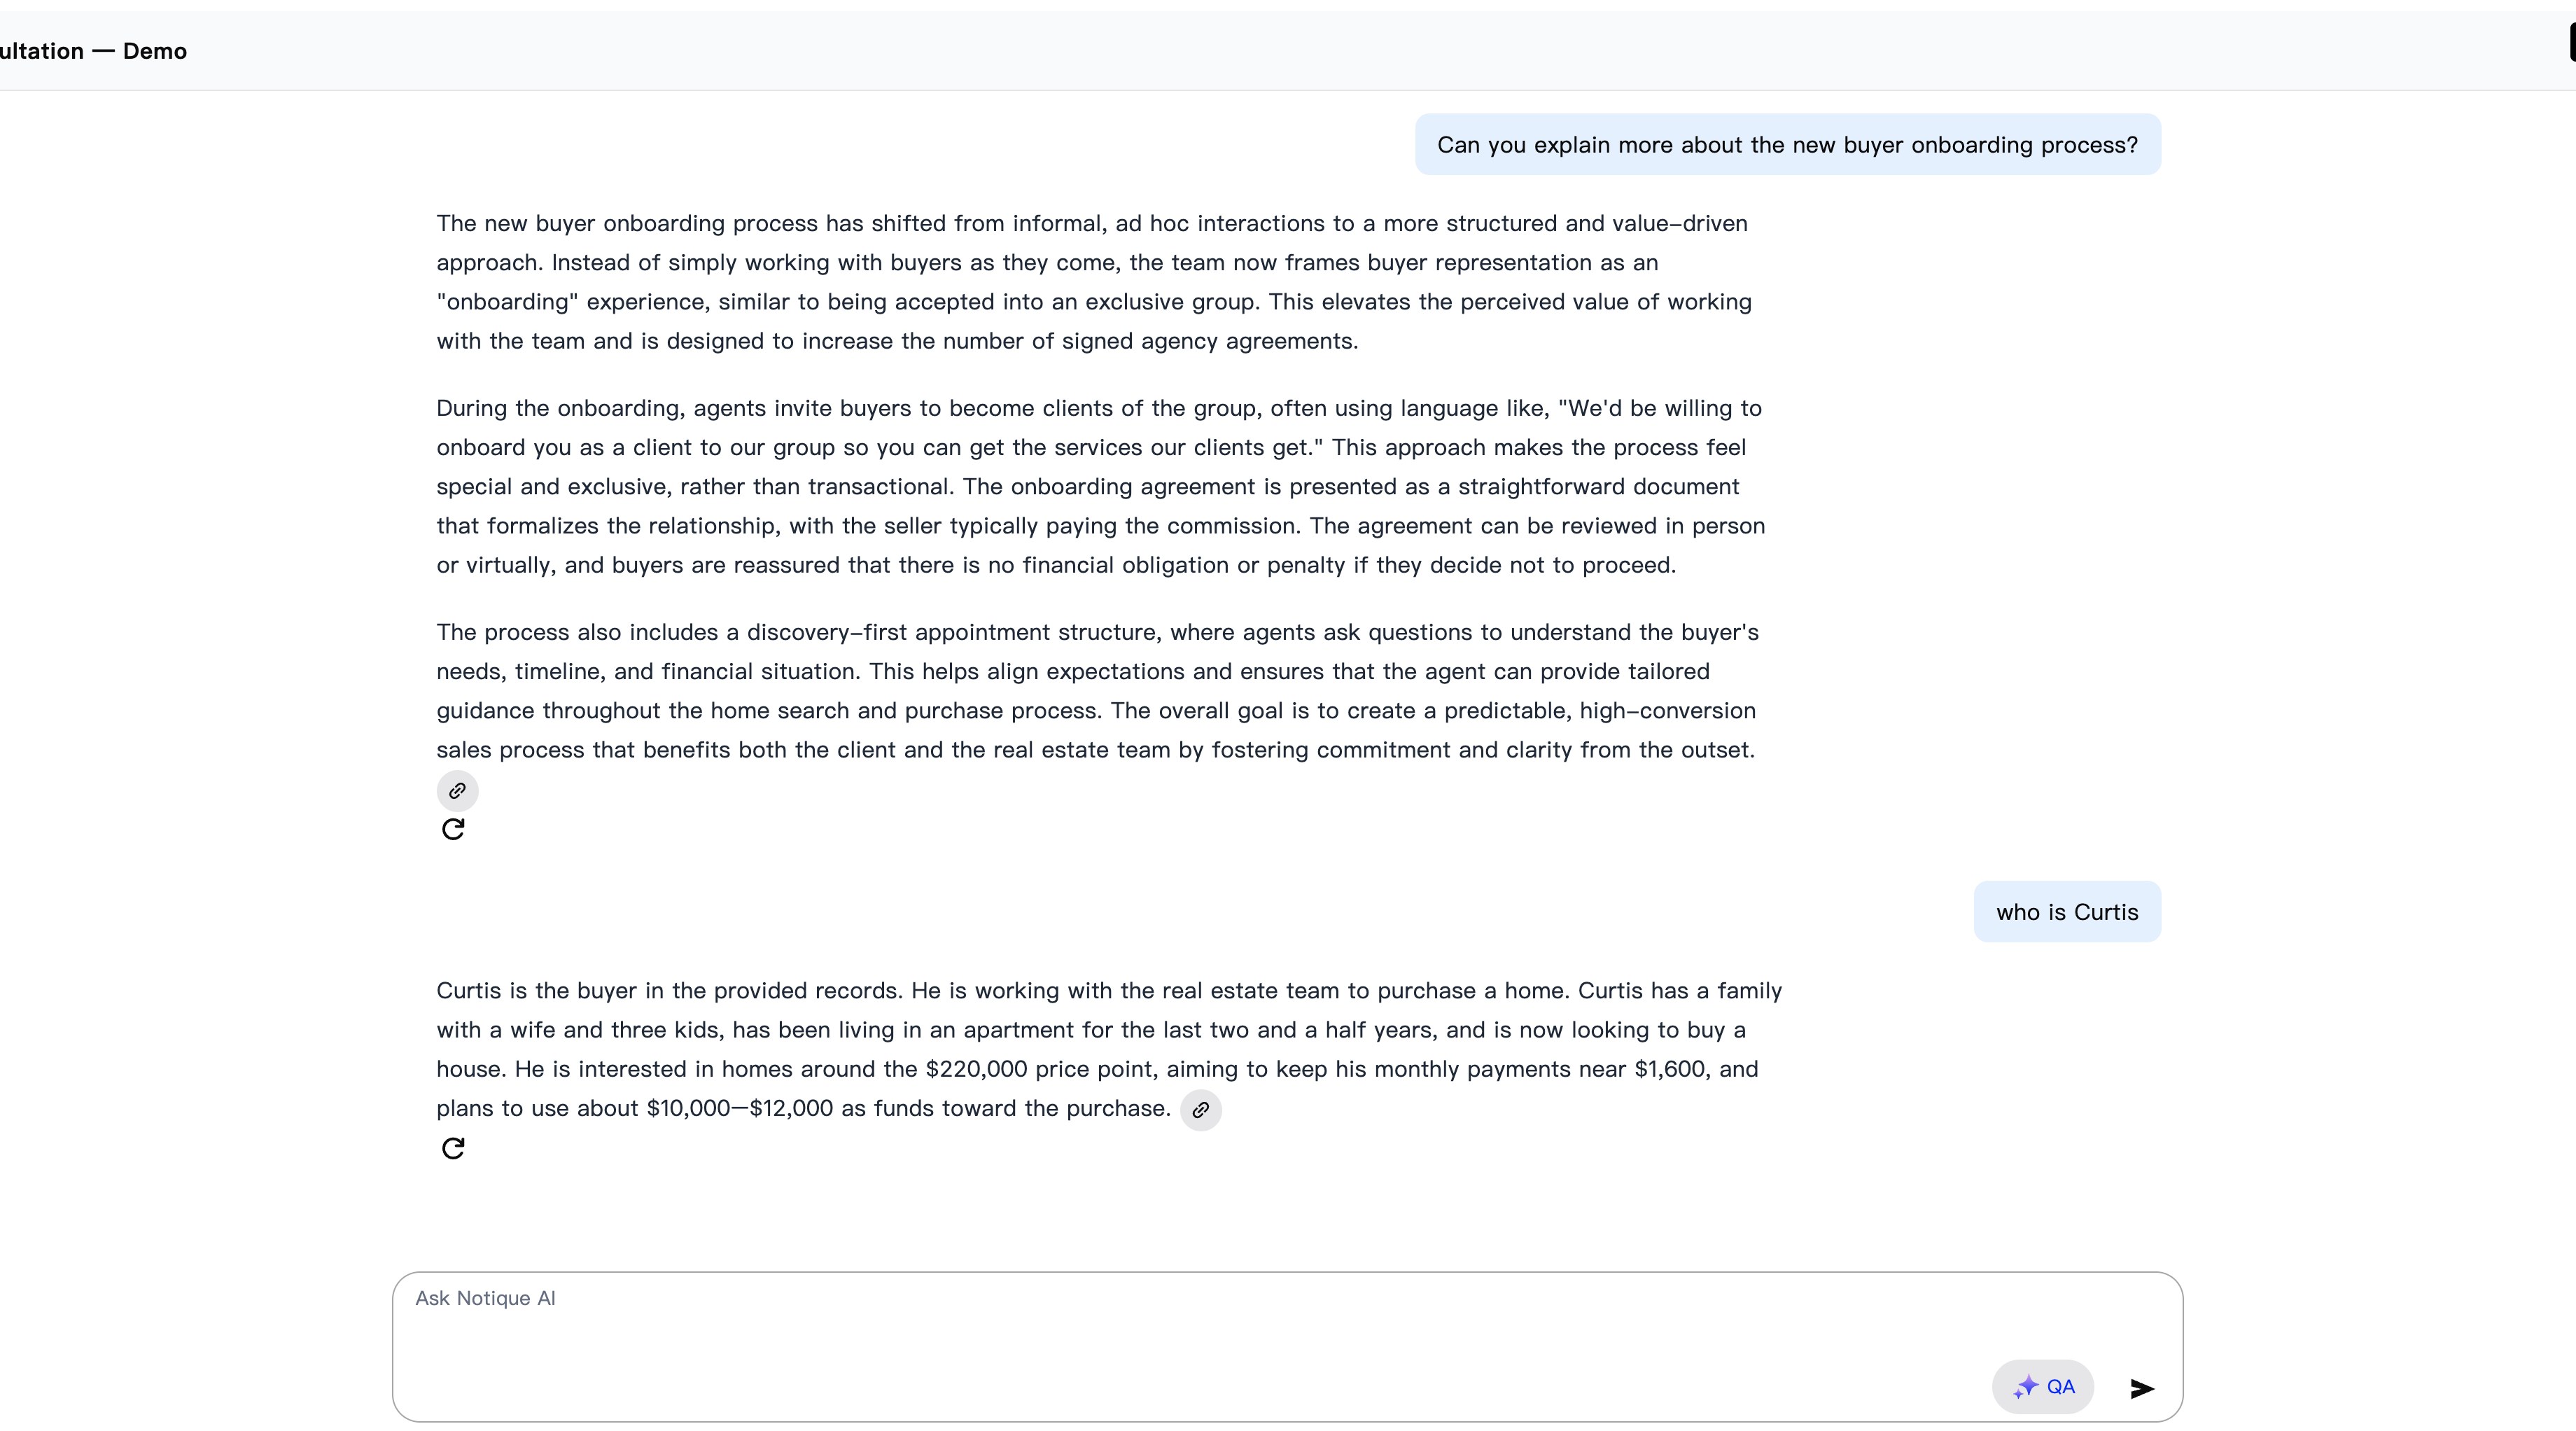 ultation — Demo
Can you explain more about the new buyer onboarding process?
The new buyer onboarding process has shifted from informal, ad hoc interactions to a more structured and value-driven
approach. Instead of simply working with buyers as they come, the team now frames buyer representation as an
"onboarding" experience, similar to being accepted into an exclusive group. This elevates the perceived value of working
with the team and is designed to increase the number of signed agency agreements.
During the onboarding, agents invite buyers to become clients of the group, often using language like, "We'd be willing to
onboard you as a client to our group so you can get the services our clients get." This approach makes the process feel
special and exclusive, rather than transactional. The onboarding agreement is presented as a straightforward document
that formalizes the relationship, with the seller typically paying the commission. The agreement can be reviewed in person
or virtually, and buyers are reassured that there is no financial obligation or penalty if they decide not to proceed.
The process also includes a discovery-first appointment structure, where agents ask questions to understand the buyer's
needs, timeline, and financial situation. This helps align expectations and ensures that the agent can provide tailored
guidance throughout the home search and purchase process. The overall goal is to create a predictable, high-conversion
sales process that benefits both the client and the real estate team by fostering commitment and clarity from the outset.
who is Curtis
Curtis is the buyer in the provided records. He is working with the real estate team to purchase a home. Curtis has a family
with a wife and three kids, has been living in an apartment for the last two and a half years, and is now looking to buy a
house. He is interested in homes around the $220,000 price point, aiming to keep his monthly payments near $1,600, and
plans to use about $10,000—$12,000 as funds toward the purchase.
Ask Notique AI
QA